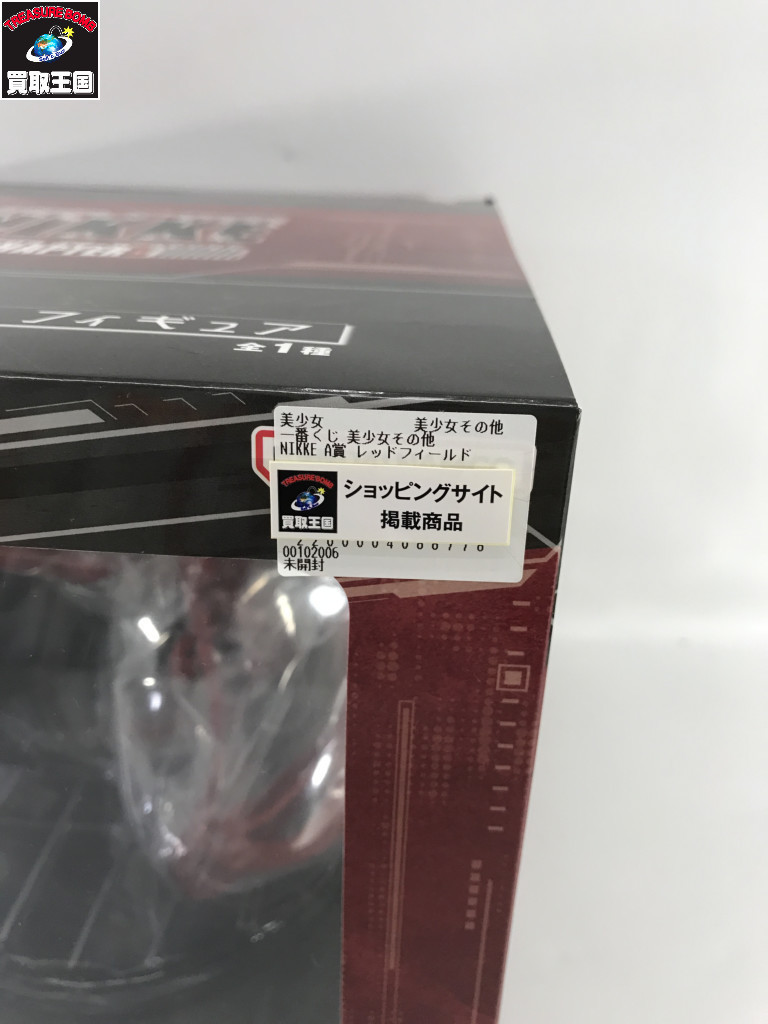 TREASURE・BOMB
買取王国
NIKKE
CHAPTER
フィギュア
全1種
美少女 美少女その他
一番くじ 美少女その他
NIKKE A賞 レッドフィールド
TREASURE・BOMB
買取王国
ショッピングサイト
掲載商品
2200004066776
00102006
未開封